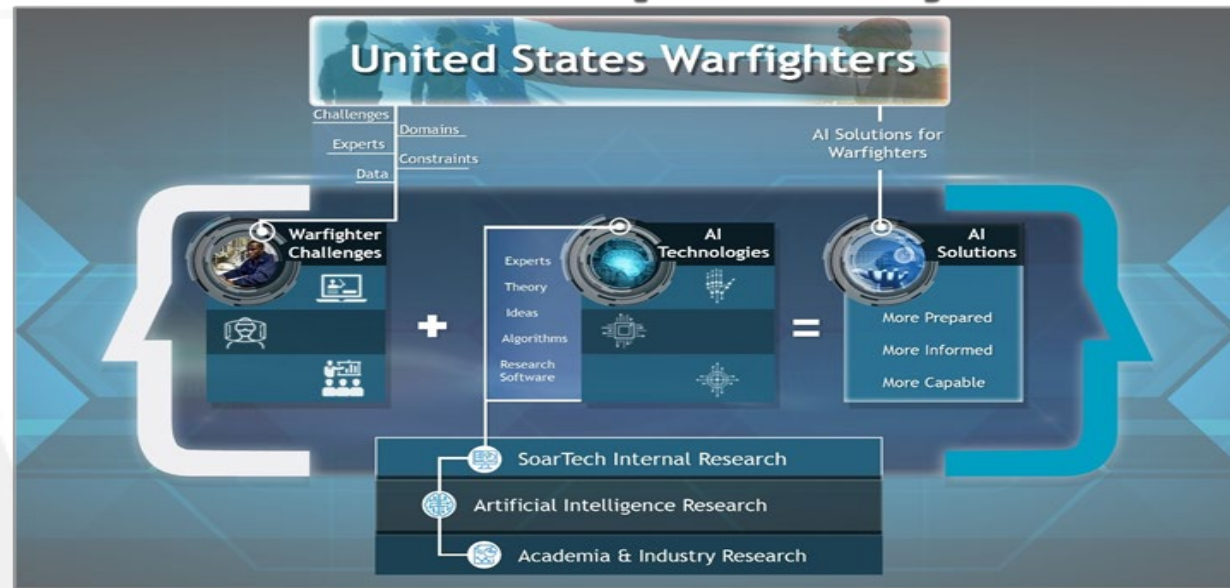 United States Warfighters
Challenges
Domains
Experts
Constraints
Data
AI Solutions for
Warfighters
Warfighter
Challenges
Experts
Theory
Ideas
Algorithms
Research
Software
AI
Technologies
AI
Solutions
+
=
More Prepared
More Informed
More Capable
SoarTech Internal Research
Artificial Intelligence Research
Academia & Industry Research